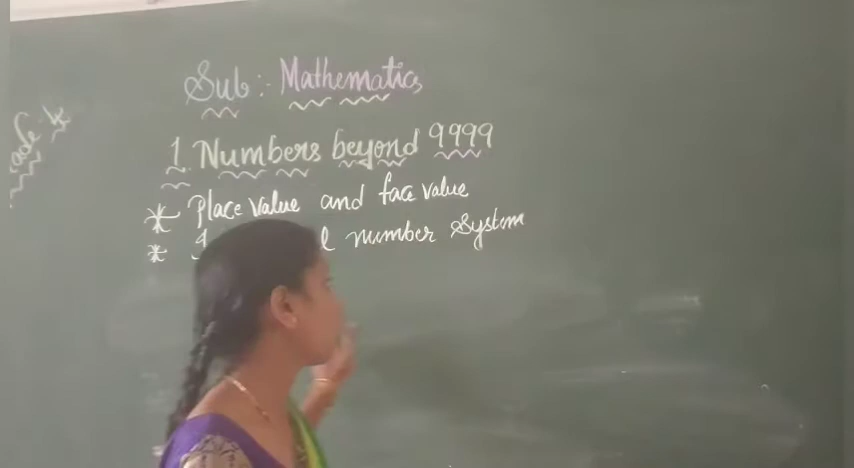 Sub :- Mathematics
1. Numbers beyond 9999
* Place value and face value
* number System